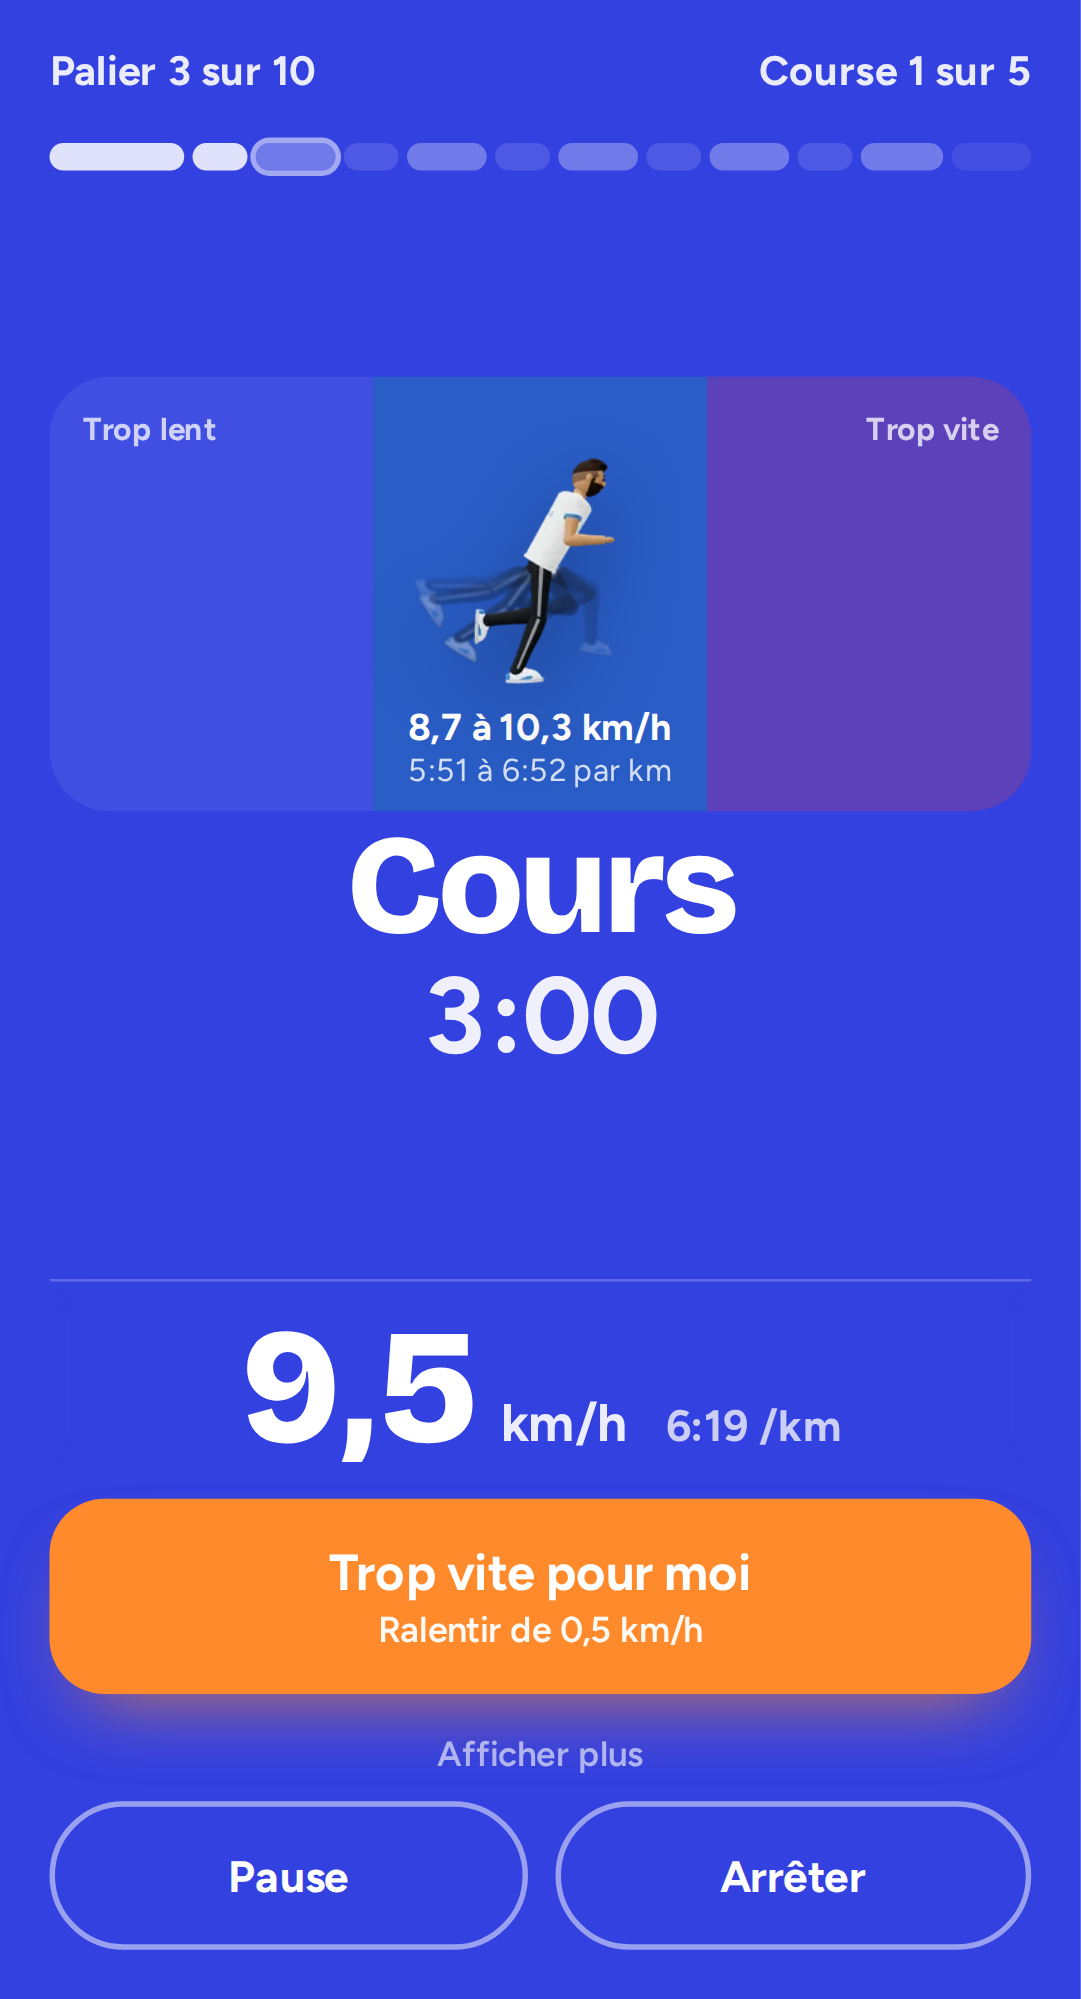 Palier 3 sur 10
Course 1 sur 5
Trop lent
Trop vite
8,7 à 10,3 km/h
5:51 à 6:52 par km
Cours
3:00
9,5 km/h 6:19 /km
Trop vite pour moi
Ralentir de 0,5 km/h
Afficher plus
Pause
Arrêter